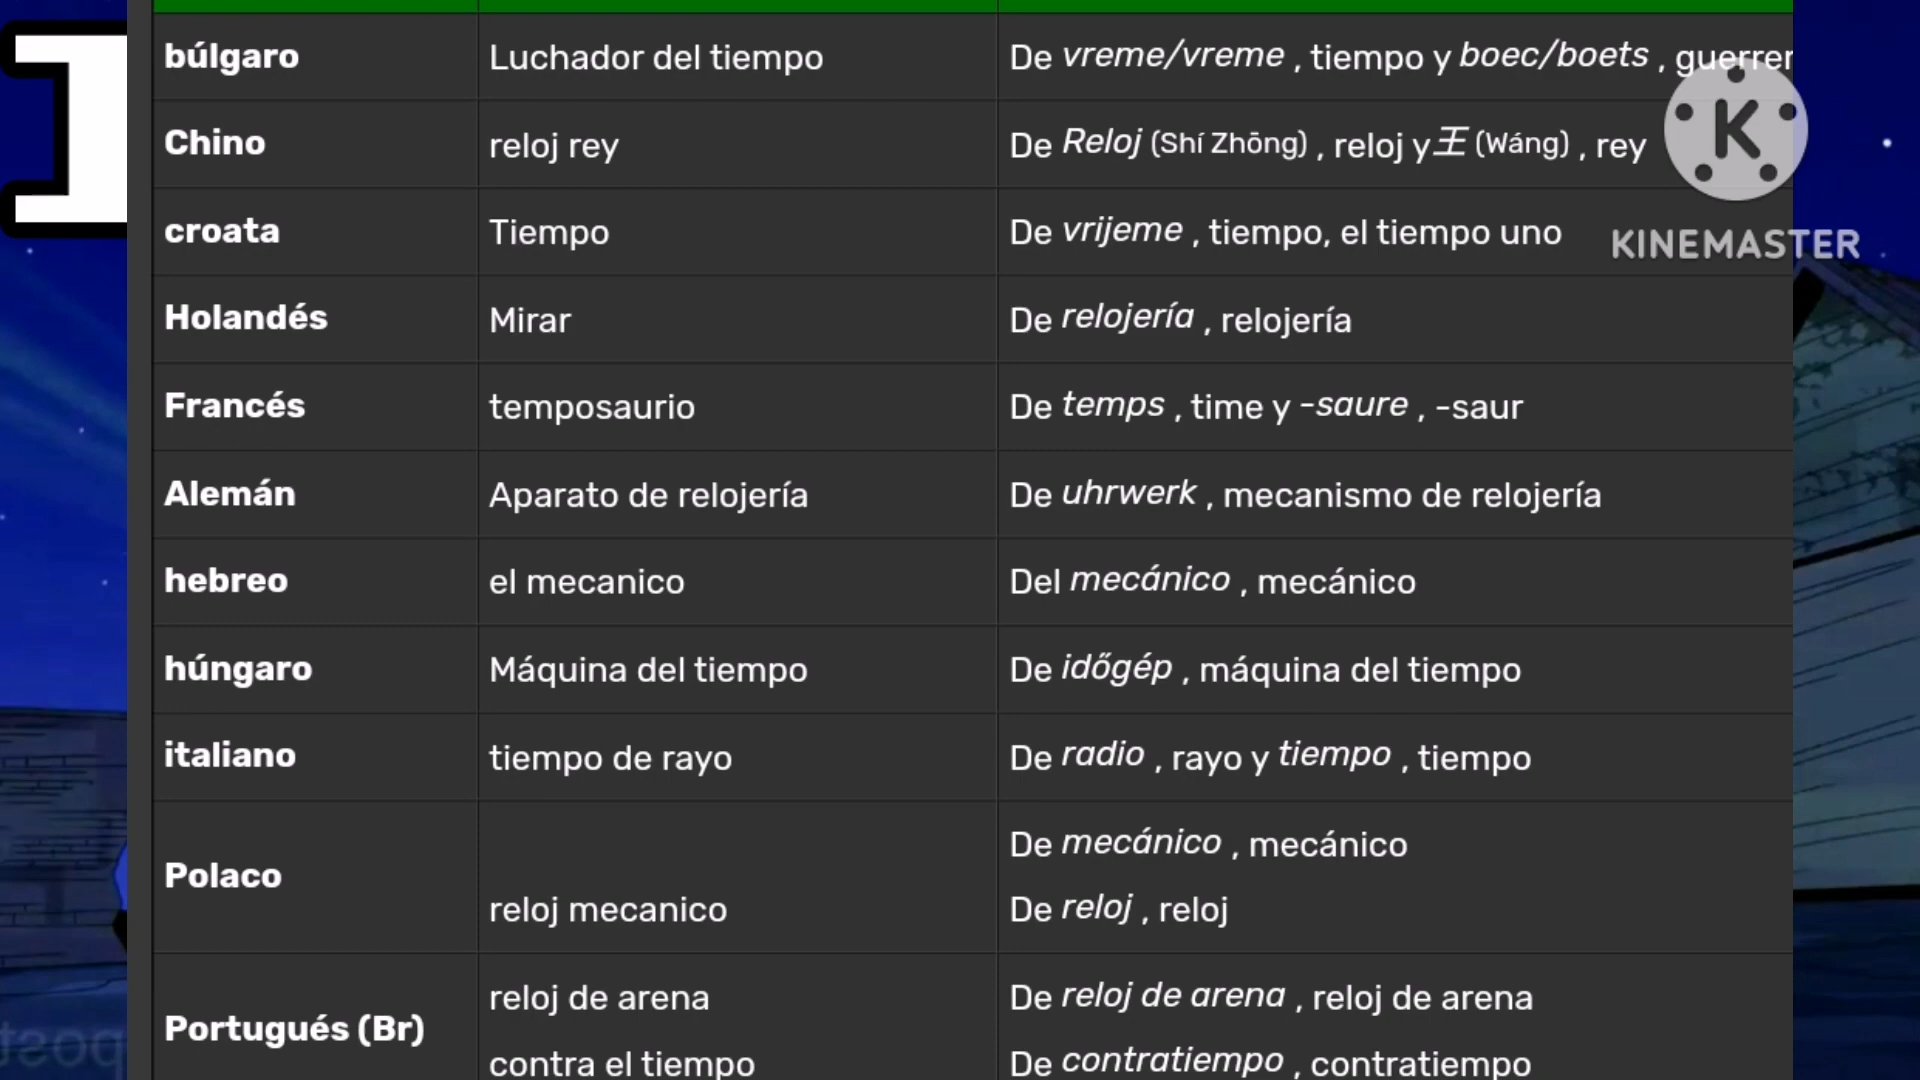 búlgaro Luchador del tiempo De vreme/vreme , tiempo y boec/boets , guerrer
Chino reloj rey De Reloj (Shí Zhōng) , reloj y 王 (Wáng) , rey
K
KINEMASTER
croata Tiempo De vrijeme , tiempo, el tiempo uno
Holandés Mirar De relojería , relojería
Francés temposaurio De temps , time y -saure , -saur
Alemán Aparato de relojería De uhrwerk , mecanismo de relojería
hebreo el mecanico Del mecánico , mecánico
húngaro Máquina del tiempo De időgép , máquina del tiempo
italiano tiempo de rayo De radio , rayo y tiempo , tiempo
Polaco reloj mecanico De mecánico , mecánico
De reloj , reloj
Portugués (Br) reloj de arena De reloj de arena , reloj de arena
contra el tiempo De contratiempo , contratiempo